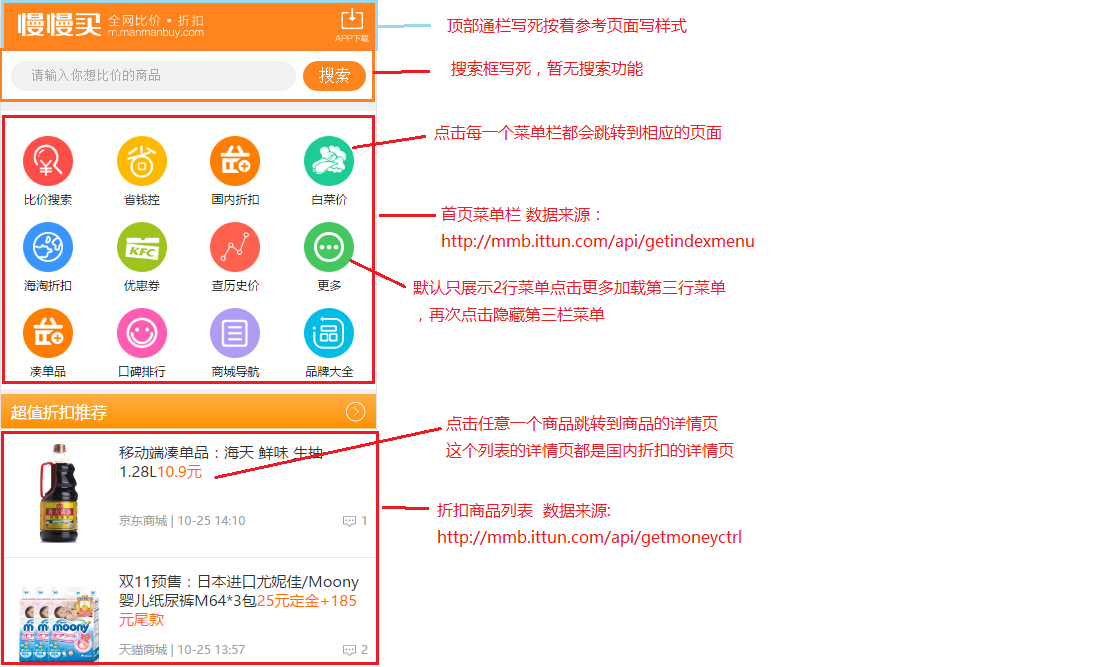 慢慢买 全网比价 • 折扣
m.manmanbuy.com
APP下载
顶部通栏写死按着参考页面写样式
请输入你想比价的商品
搜索
搜索框写死，暂无搜索功能
点击每一个菜单栏都会跳转到相应的页面
省
比价搜索 省钱控 国内折扣 白菜价
首页菜单栏 数据来源：
http://mmb.ittun.com/api/getindexmenu
KFC
海淘折扣 优惠券 查历史价 更多
默认只展示2行菜单点击更多加载第三行菜单
，再次点击隐藏第三栏菜单
品
凑单品 口碑排行 商城导航 品牌大全
超值折扣推荐
点击任意一个商品跳转到商品的详情页
这个列表的详情页都是国内折扣的详情页
移动端凑单品：海天 鲜味 生抽
1.28L10.9元
京东商城 | 10-25 14:10 1
折扣商品列表 数据来源:
http://mmb.ittun.com/api/getmoneyctrl
双11预售：日本进口尤妮佳/Moony
婴儿纸尿裤M64*3包25元定金+185
元尾款
moony
天猫商城 | 10-25 13:57 2